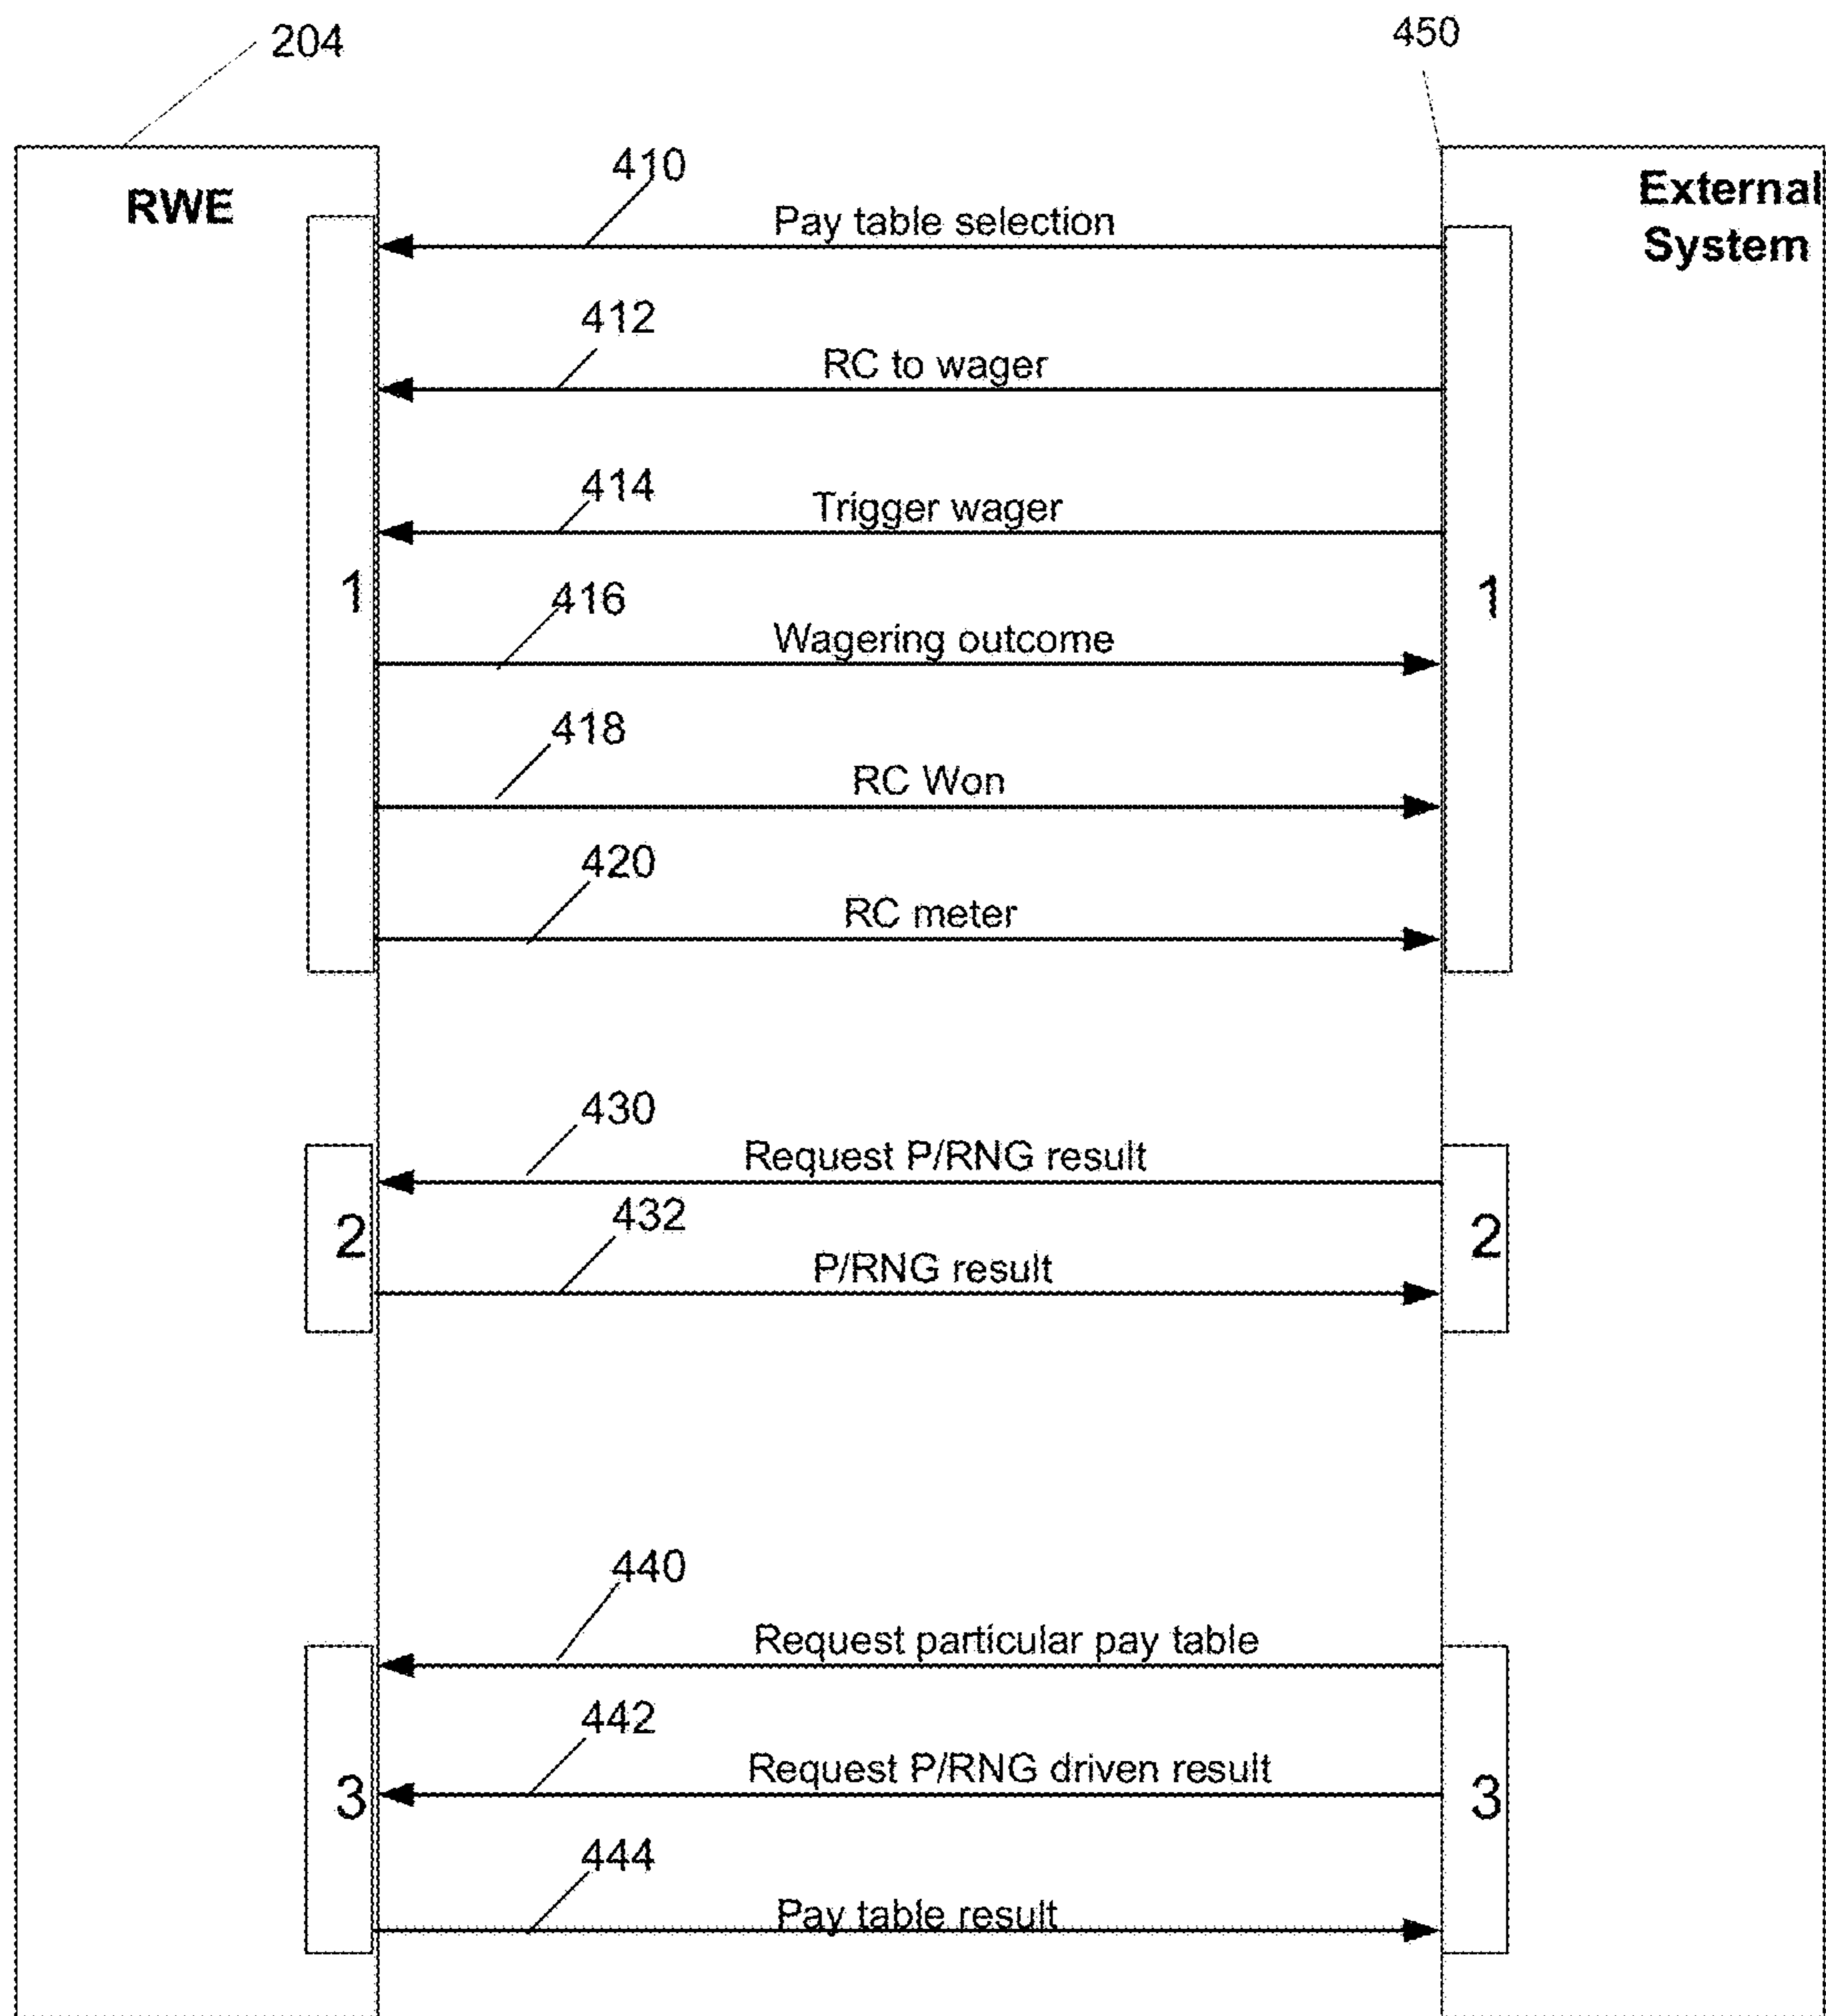 204
450
RWE
External
System
410
Pay table selection
412
RC to wager
414
Trigger wager
1
1
416
Wagering outcome
418
RC Won
420
RC meter
430
Request P/RNG result
2
2
432
P/RNG result
440
Request particular pay table
442
Request P/RNG driven result
3
3
444
Pay table result